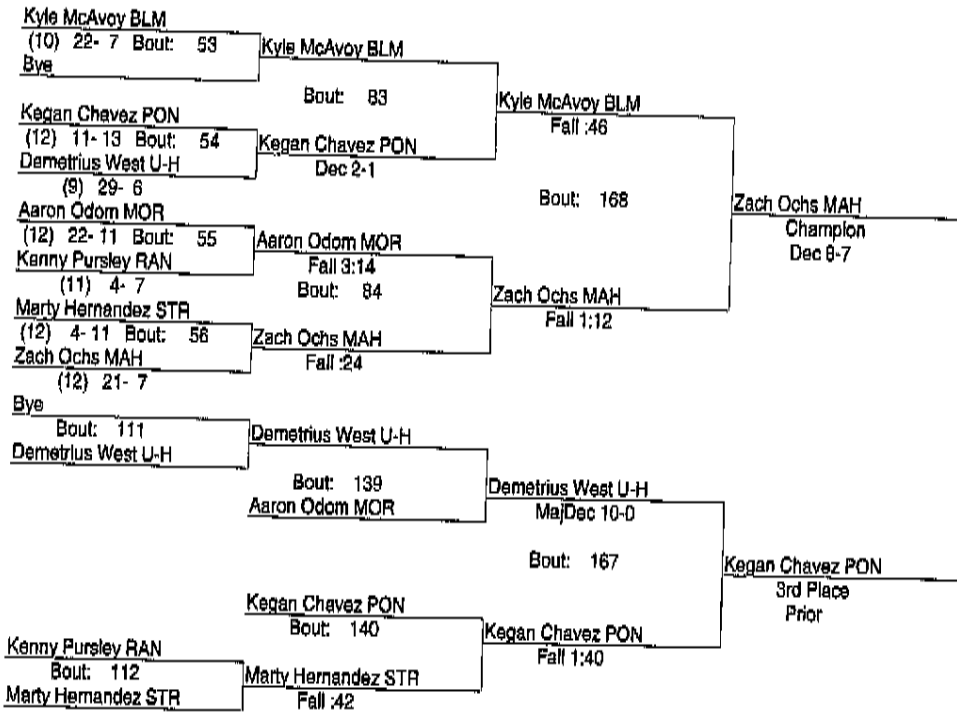 Kyle McAvoy BLM
(10) 22- 7 Bout: 53
Bye
Kyle McAvoy BLM
Bout: 83
Kegan Chavez PON
(12) 11- 13 Bout: 54
Demetrius West U-H
(9) 29- 6
Kegan Chavez PON
Dec 2-1
Kyle McAvoy BLM
Fall :46
Bout: 168
Aaron Odom MOR
(12) 22- 11 Bout: 55
Kenny Pursley RAN
(11) 4- 7
Aaron Odom MOR
Fall 3:14
Bout: 84
Marty Hernandez STR
(12) 4- 11 Bout: 56
Zach Ochs MAH
(12) 21- 7
Zach Ochs MAH
Fall :24
Zach Ochs MAH
Fall 1:12
Zach Ochs MAH
Champion
Dec 8-7
Bye
Bout: 111
Demetrius West U-H
Demetrius West U-H
Bout: 139
Aaron Odom MOR
Demetrius West U-H
MajDec 10-0
Bout: 167
Kegan Chavez PON
Bout: 140
Kenny Pursley RAN
Bout: 112
Marty Hernandez STR
Marty Hernandez STR
Fall :42
Kegan Chavez PON
Fall 1:40
Kegan Chavez PON
3rd Place
Prior